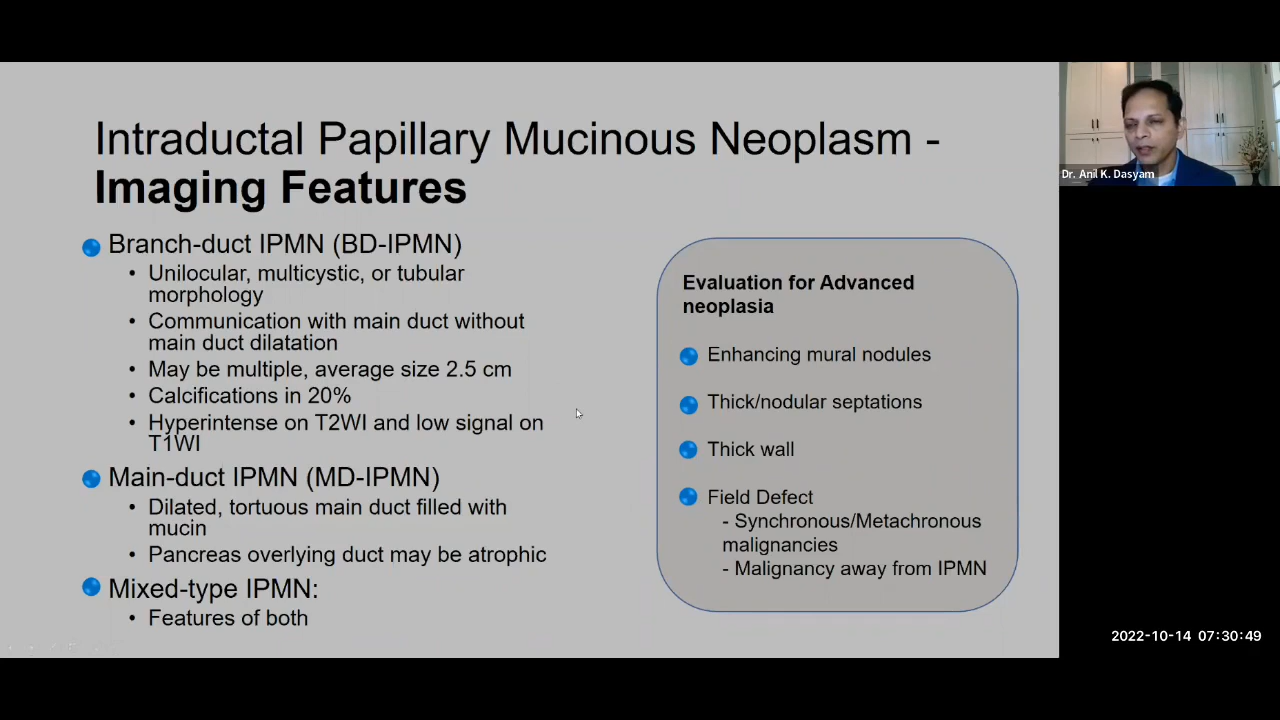 Intraductal Papillary Mucinous Neoplasm -
Imaging Features
Branch-duct IPMN (BD-IPMN)
• Unilocular, multicystic, or tubular
morphology
• Communication with main duct without
main duct dilatation
• May be multiple, average size 2.5 cm
• Calcifications in 20%
• Hyperintense on T2WI and low signal on
T1WI
Main-duct IPMN (MD-IPMN)
• Dilated, tortuous main duct filled with
mucin
• Pancreas overlying duct may be atrophic
Mixed-type IPMN:
• Features of both
Evaluation for Advanced
neoplasia
Enhancing mural nodules
Thick/nodular septations
Thick wall
Field Defect
- Synchronous/Metachronous
malignancies
- Malignancy away from IPMN
Dr. Anil K. Dasyam
2022-10-14 07:30:49